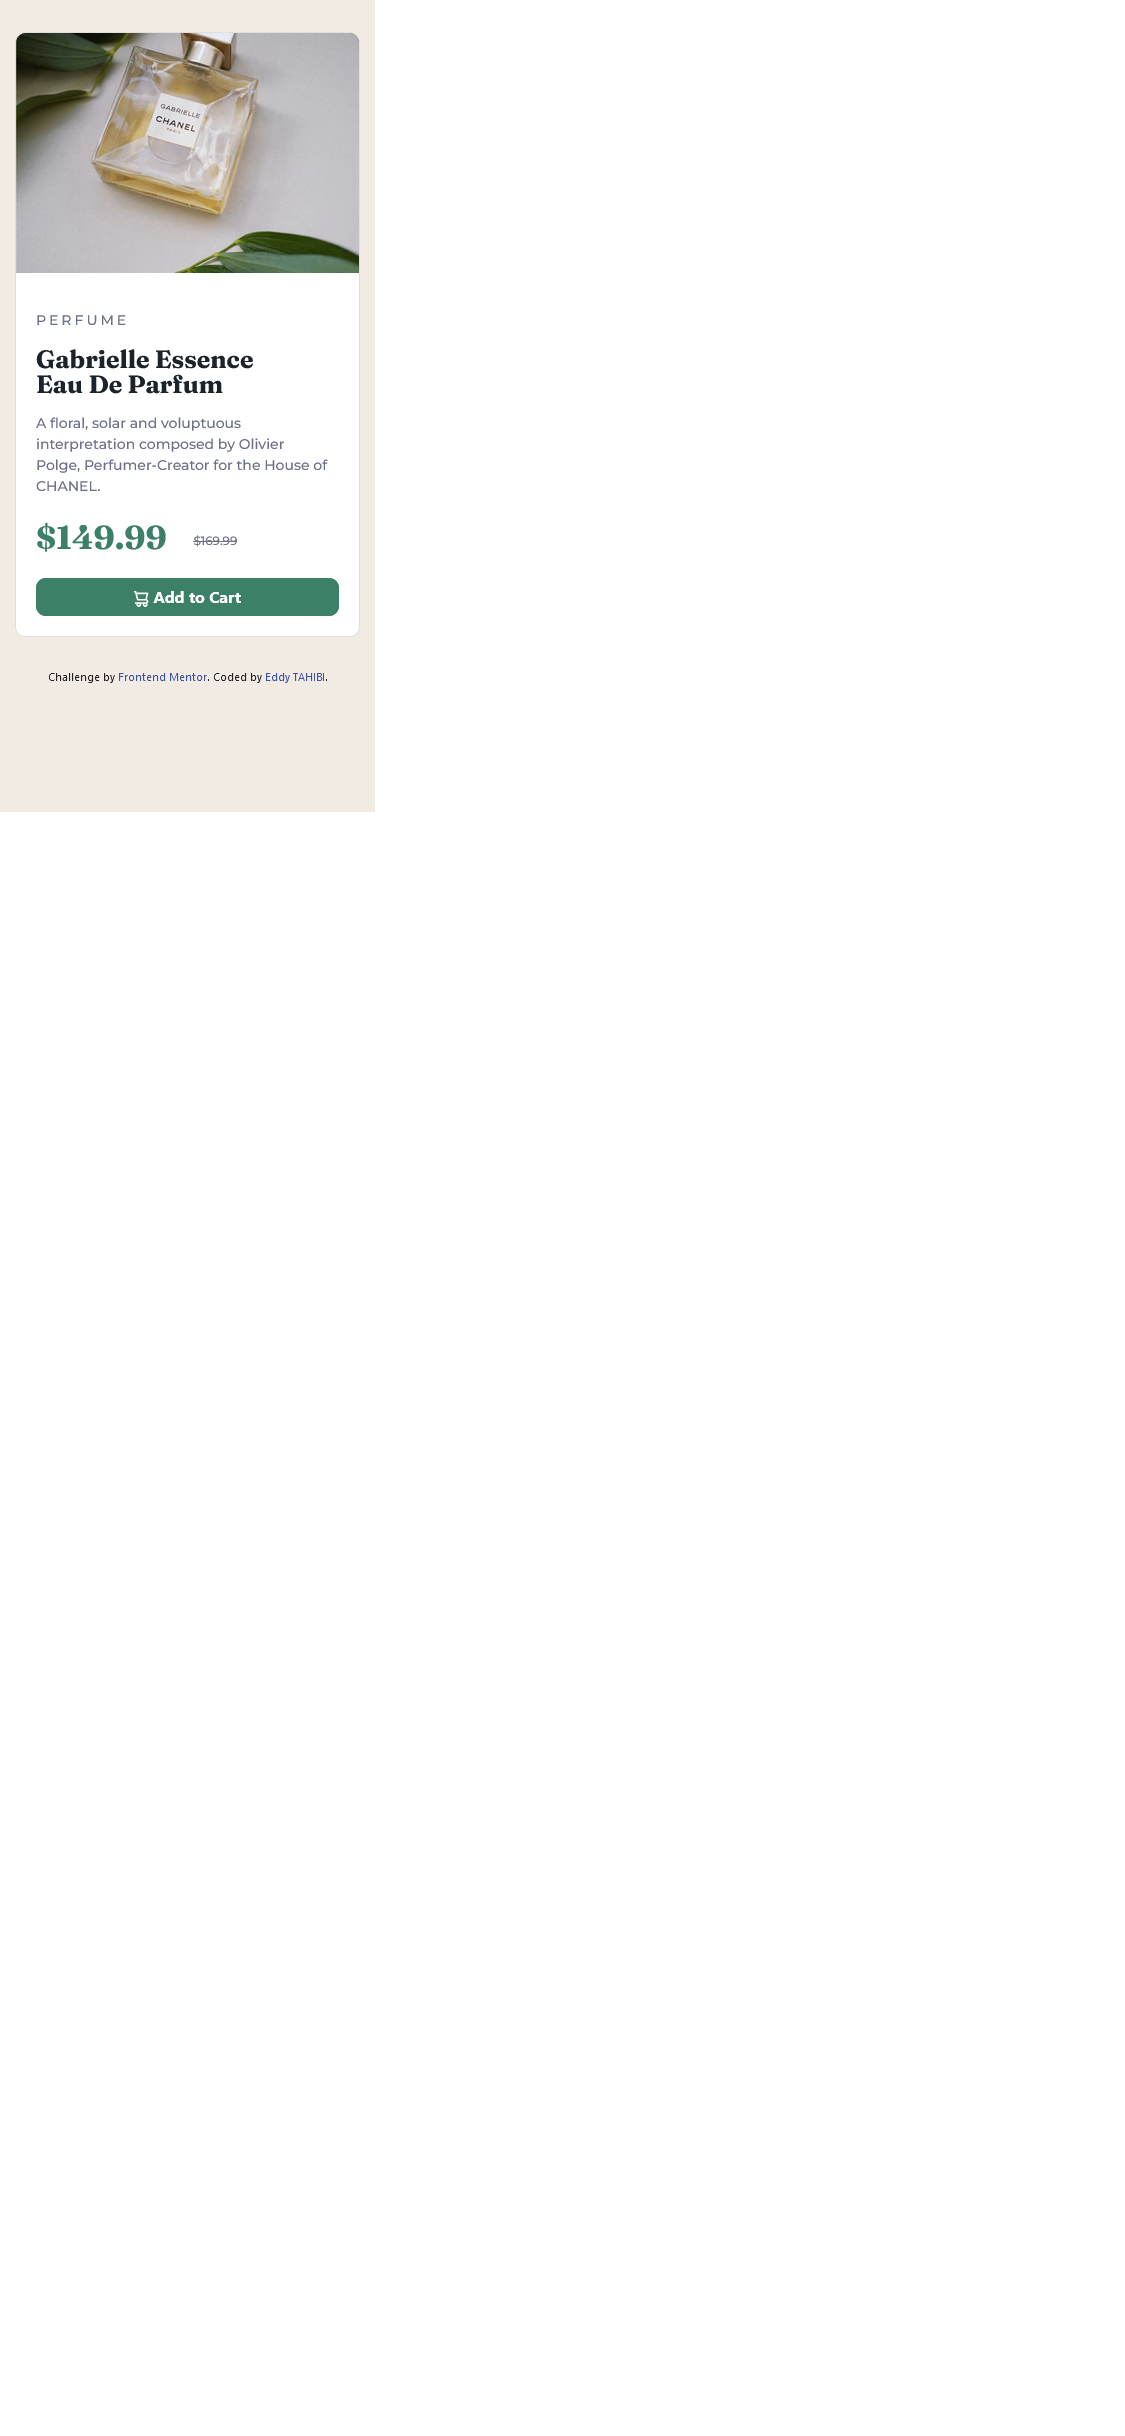 GABRIELLE
CHANEL
PARIS
PERFUME
Gabrielle Essence
Eau De Parfum
A floral, solar and voluptuous
interpretation composed by Olivier
Polge, Perfumer-Creator for the House of
CHANEL.
$149.99 $169.99
Add to Cart
Challenge by Frontend Mentor. Coded by Eddy TAHIBI.